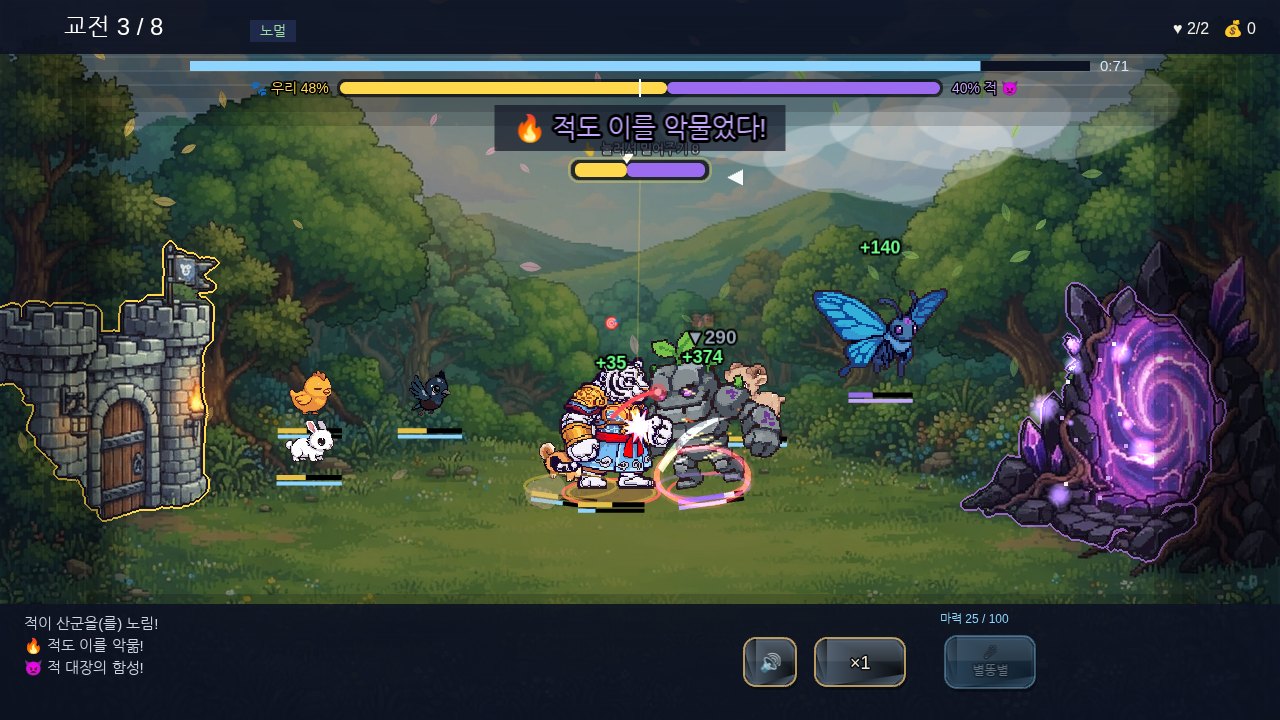 교전 3 / 8
노멀
♥ 2/2 💰 0
0:71
🐾 우리 48%
40% 적 😈
🔥 적도 이를 악물었다!
+140
▼290
+35
+374
적이 산군을(를) 노림!
🔥 적도 이를 악묾!
😈 적 대장의 함성!
마력 25 / 100
×1
별똥별